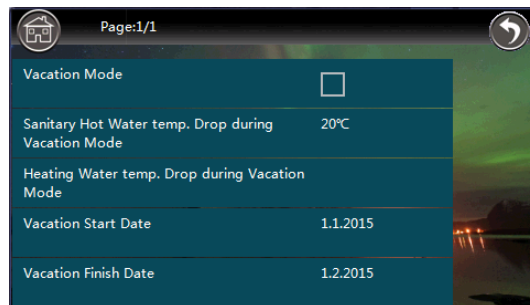 Page:1/1
Vacation Mode
Sanitary Hot Water temp. Drop during
Vacation Mode
20℃
Heating Water temp. Drop during Vacation
Mode
Vacation Start Date
1.1.2015
Vacation Finish Date
1.2.2015